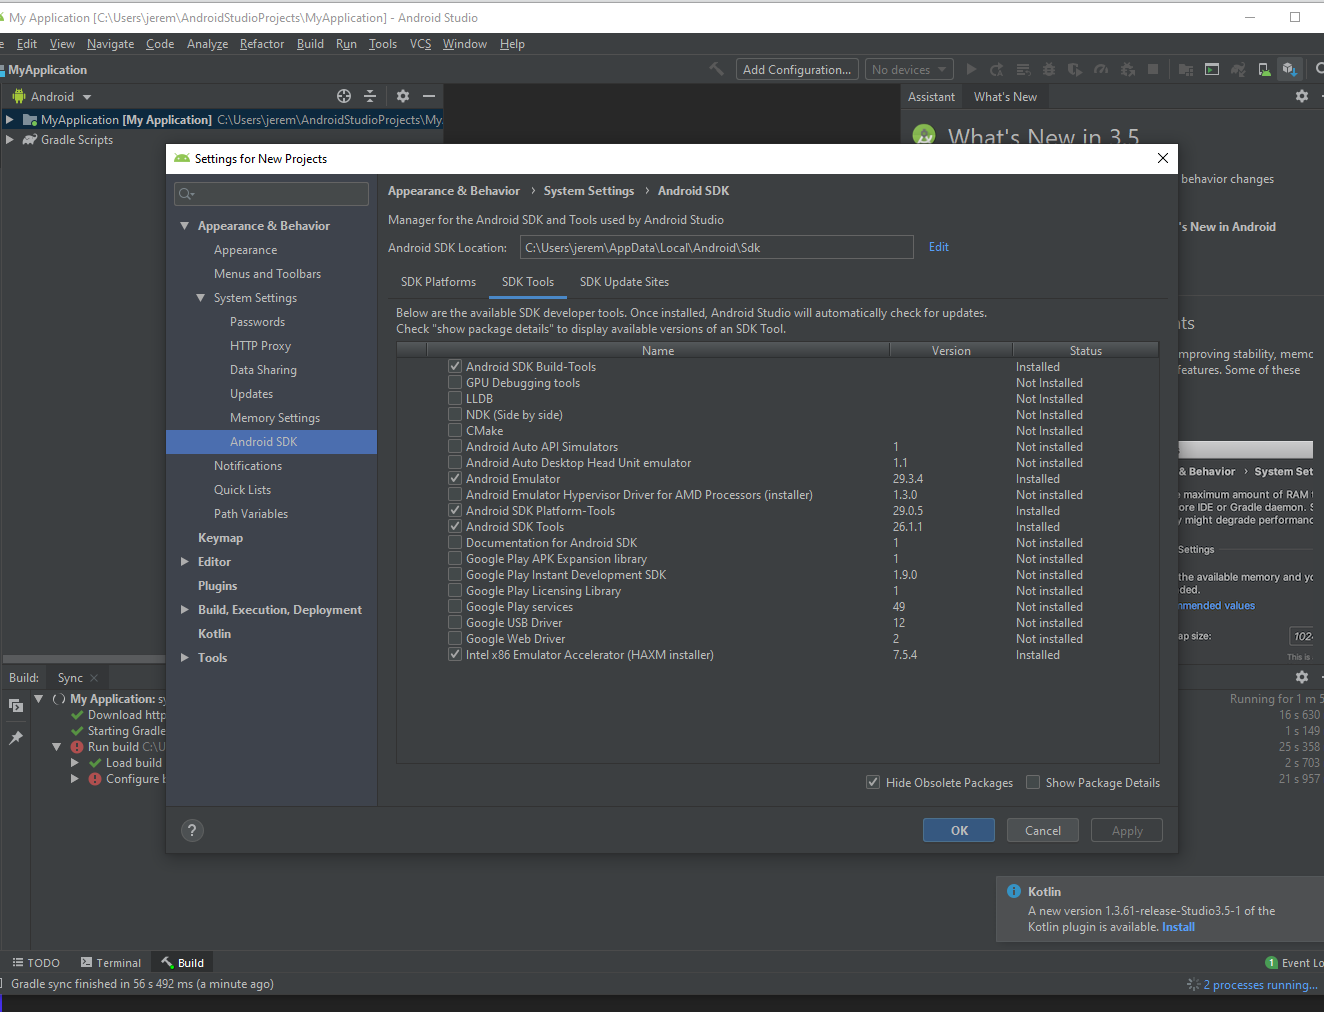 My Application [C:\Users\jerem\AndroidStudioProjects\MyApplication] - Android Studio
Edit View Navigate Code Analyze Refactor Build Run Tools VCS Window Help
MyApplication Add Configuration... No devices
Android Assistant What's New
MyApplication [My Application] C:\Users\jerem\AndroidStudioProjects\My
Gradle Scripts
What's New in 3.5
Settings for New Projects
behavior changes
's New in Android
Appearance & Behavior
Appearance
Menus and Toolbars
System Settings
Passwords
HTTP Proxy
Data Sharing
Updates
Memory Settings
Android SDK
Notifications
Quick Lists
Path Variables
Keymap
Editor
Plugins
Build, Execution, Deployment
Kotlin
Tools
Appearance & Behavior › System Settings › Android SDK
Manager for the Android SDK and Tools used by Android Studio
Android SDK Location: C:\Users\jerem\AppData\Local\Android\Sdk Edit
SDK Platforms SDK Tools SDK Update Sites
Below are the available SDK developer tools. Once installed, Android Studio will automatically check for updates.
Check "show package details" to display available versions of an SDK Tool.
Name Version Status
Android SDK Build-Tools Installed
GPU Debugging tools Not Installed
LLDB Not Installed
NDK (Side by side) Not Installed
CMake Not Installed
Android Auto API Simulators 1 Not installed
Android Auto Desktop Head Unit emulator 1.1 Not installed
Android Emulator 29.3.4 Installed
Android Emulator Hypervisor Driver for AMD Processors (installer) 1.3.0 Not installed
Android SDK Platform-Tools 29.0.5 Installed
Android SDK Tools 26.1.1 Installed
Documentation for Android SDK 1 Not installed
Google Play APK Expansion library 1 Not installed
Google Play Instant Development SDK 1.9.0 Not installed
Google Play Licensing Library 1 Not installed
Google Play services 49 Not installed
Google USB Driver 12 Not installed
Google Web Driver 2 Not installed
Intel x86 Emulator Accelerator (HAXM installer) 7.5.4 Installed
Hide Obsolete Packages Show Package Details
? OK Cancel Apply
nts
mproving stability, memo
features. Some of these
& Behavior › System Set
maximum amount of RAM
ore IDE or Gradle daemon. S
y might degrade performanc
Settings
the available memory and yo
ded.
nmended values
ap size: 1024
This is
Build: Sync
My Application: sy Running for 1 m 5
Download http 16 s 630
Starting Gradle 1 s 149
Run build C:\U 25 s 358
Load build 2 s 703
Configure b 21 s 957
Kotlin
A new version 1.3.61-release-Studio3.5-1 of the
Kotlin plugin is available. Install
TODO Terminal Build 1 Event Lo
Gradle sync finished in 56 s 492 ms (a minute ago) 2 processes running...